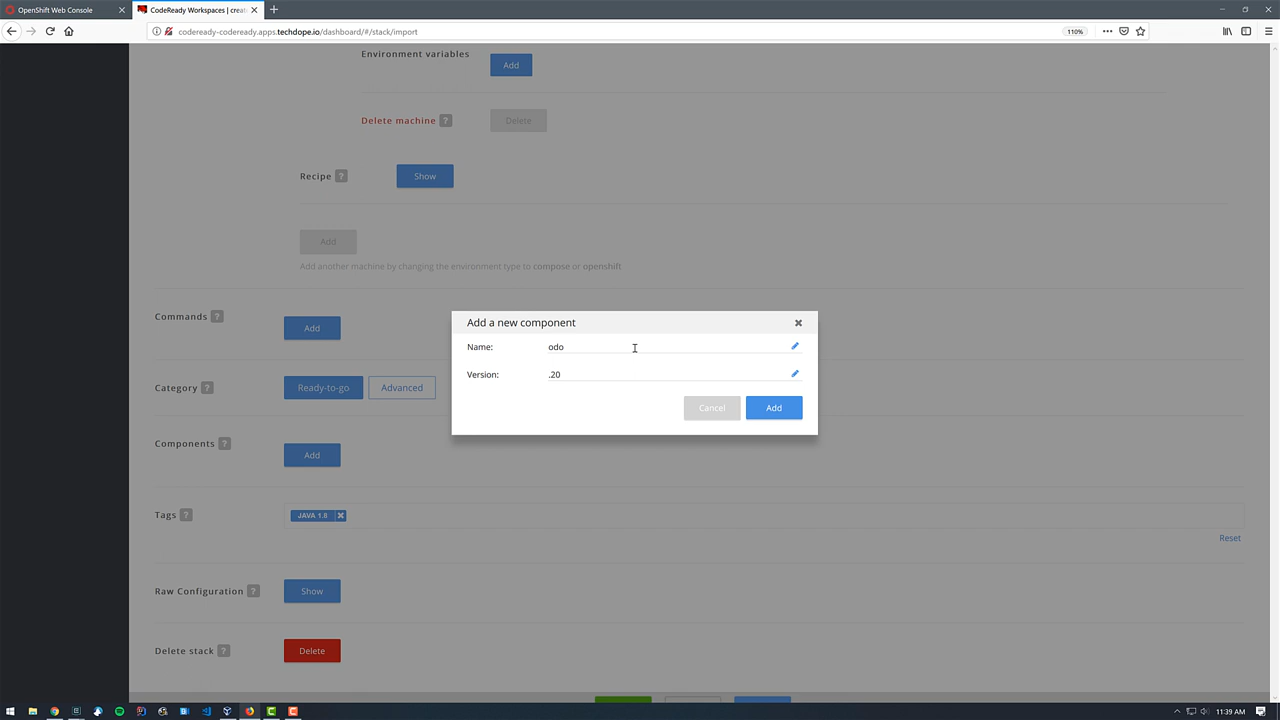 OpenShift Web Console
CodeReady Workspaces | creat
codeready-codeready.apps.techdope.io/dashboard/#/stack/import
110%
Environment variables
Add
Delete machine ?
Delete
Recipe ?
Show
Add
Add another machine by changing the environment type to compose or openshift
Commands ?
Add
Add a new component
Name: odo
Version: .20
Cancel
Add
Category ?
Ready-to-go
Advanced
Components ?
Add
Tags ?
JAVA 1.8
Reset
Raw Configuration ?
Show
Delete stack ?
Delete
11:39 AM